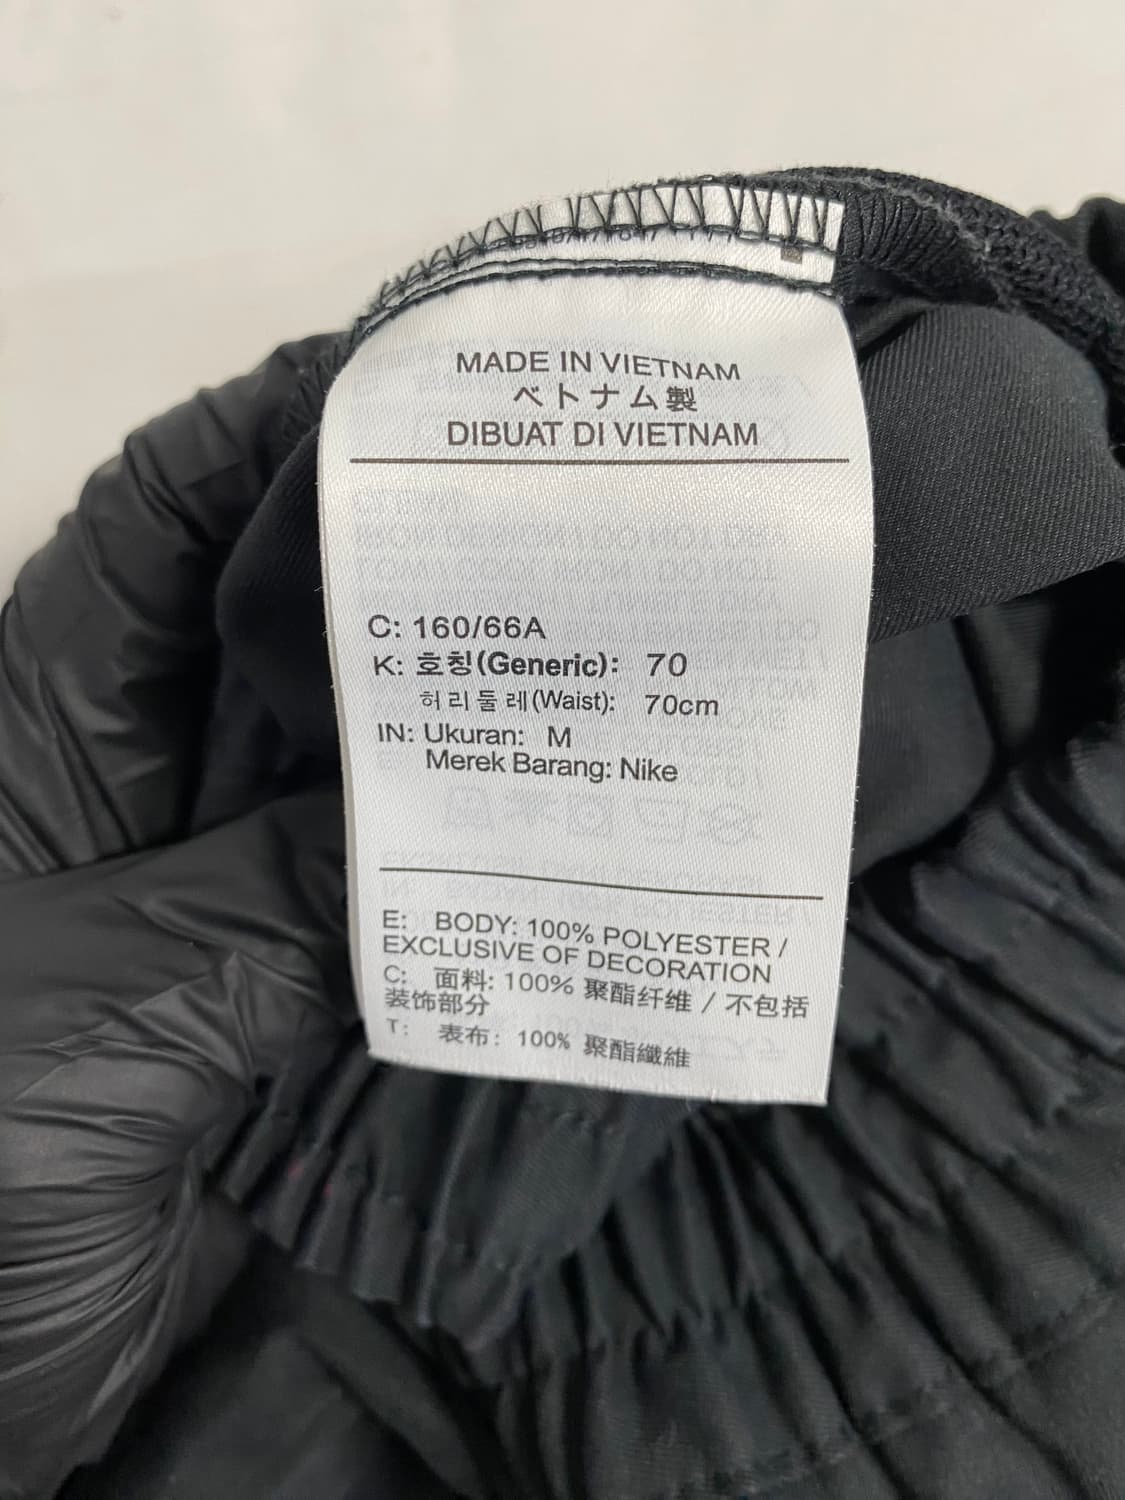 MADE IN VIETNAM
ベトナム製
DIBUAT DI VIETNAM
C: 160/66A
K: 호칭(Generic): 70
허리둘레(Waist): 70cm
IN: Ukuran: M
Merek Barang: Nike
E: BODY: 100% POLYESTER /
EXCLUSIVE OF DECORATION
C: 面料: 100% 聚酯纤维 / 不包括
装饰部分
T: 表布: 100% 聚酯纖維